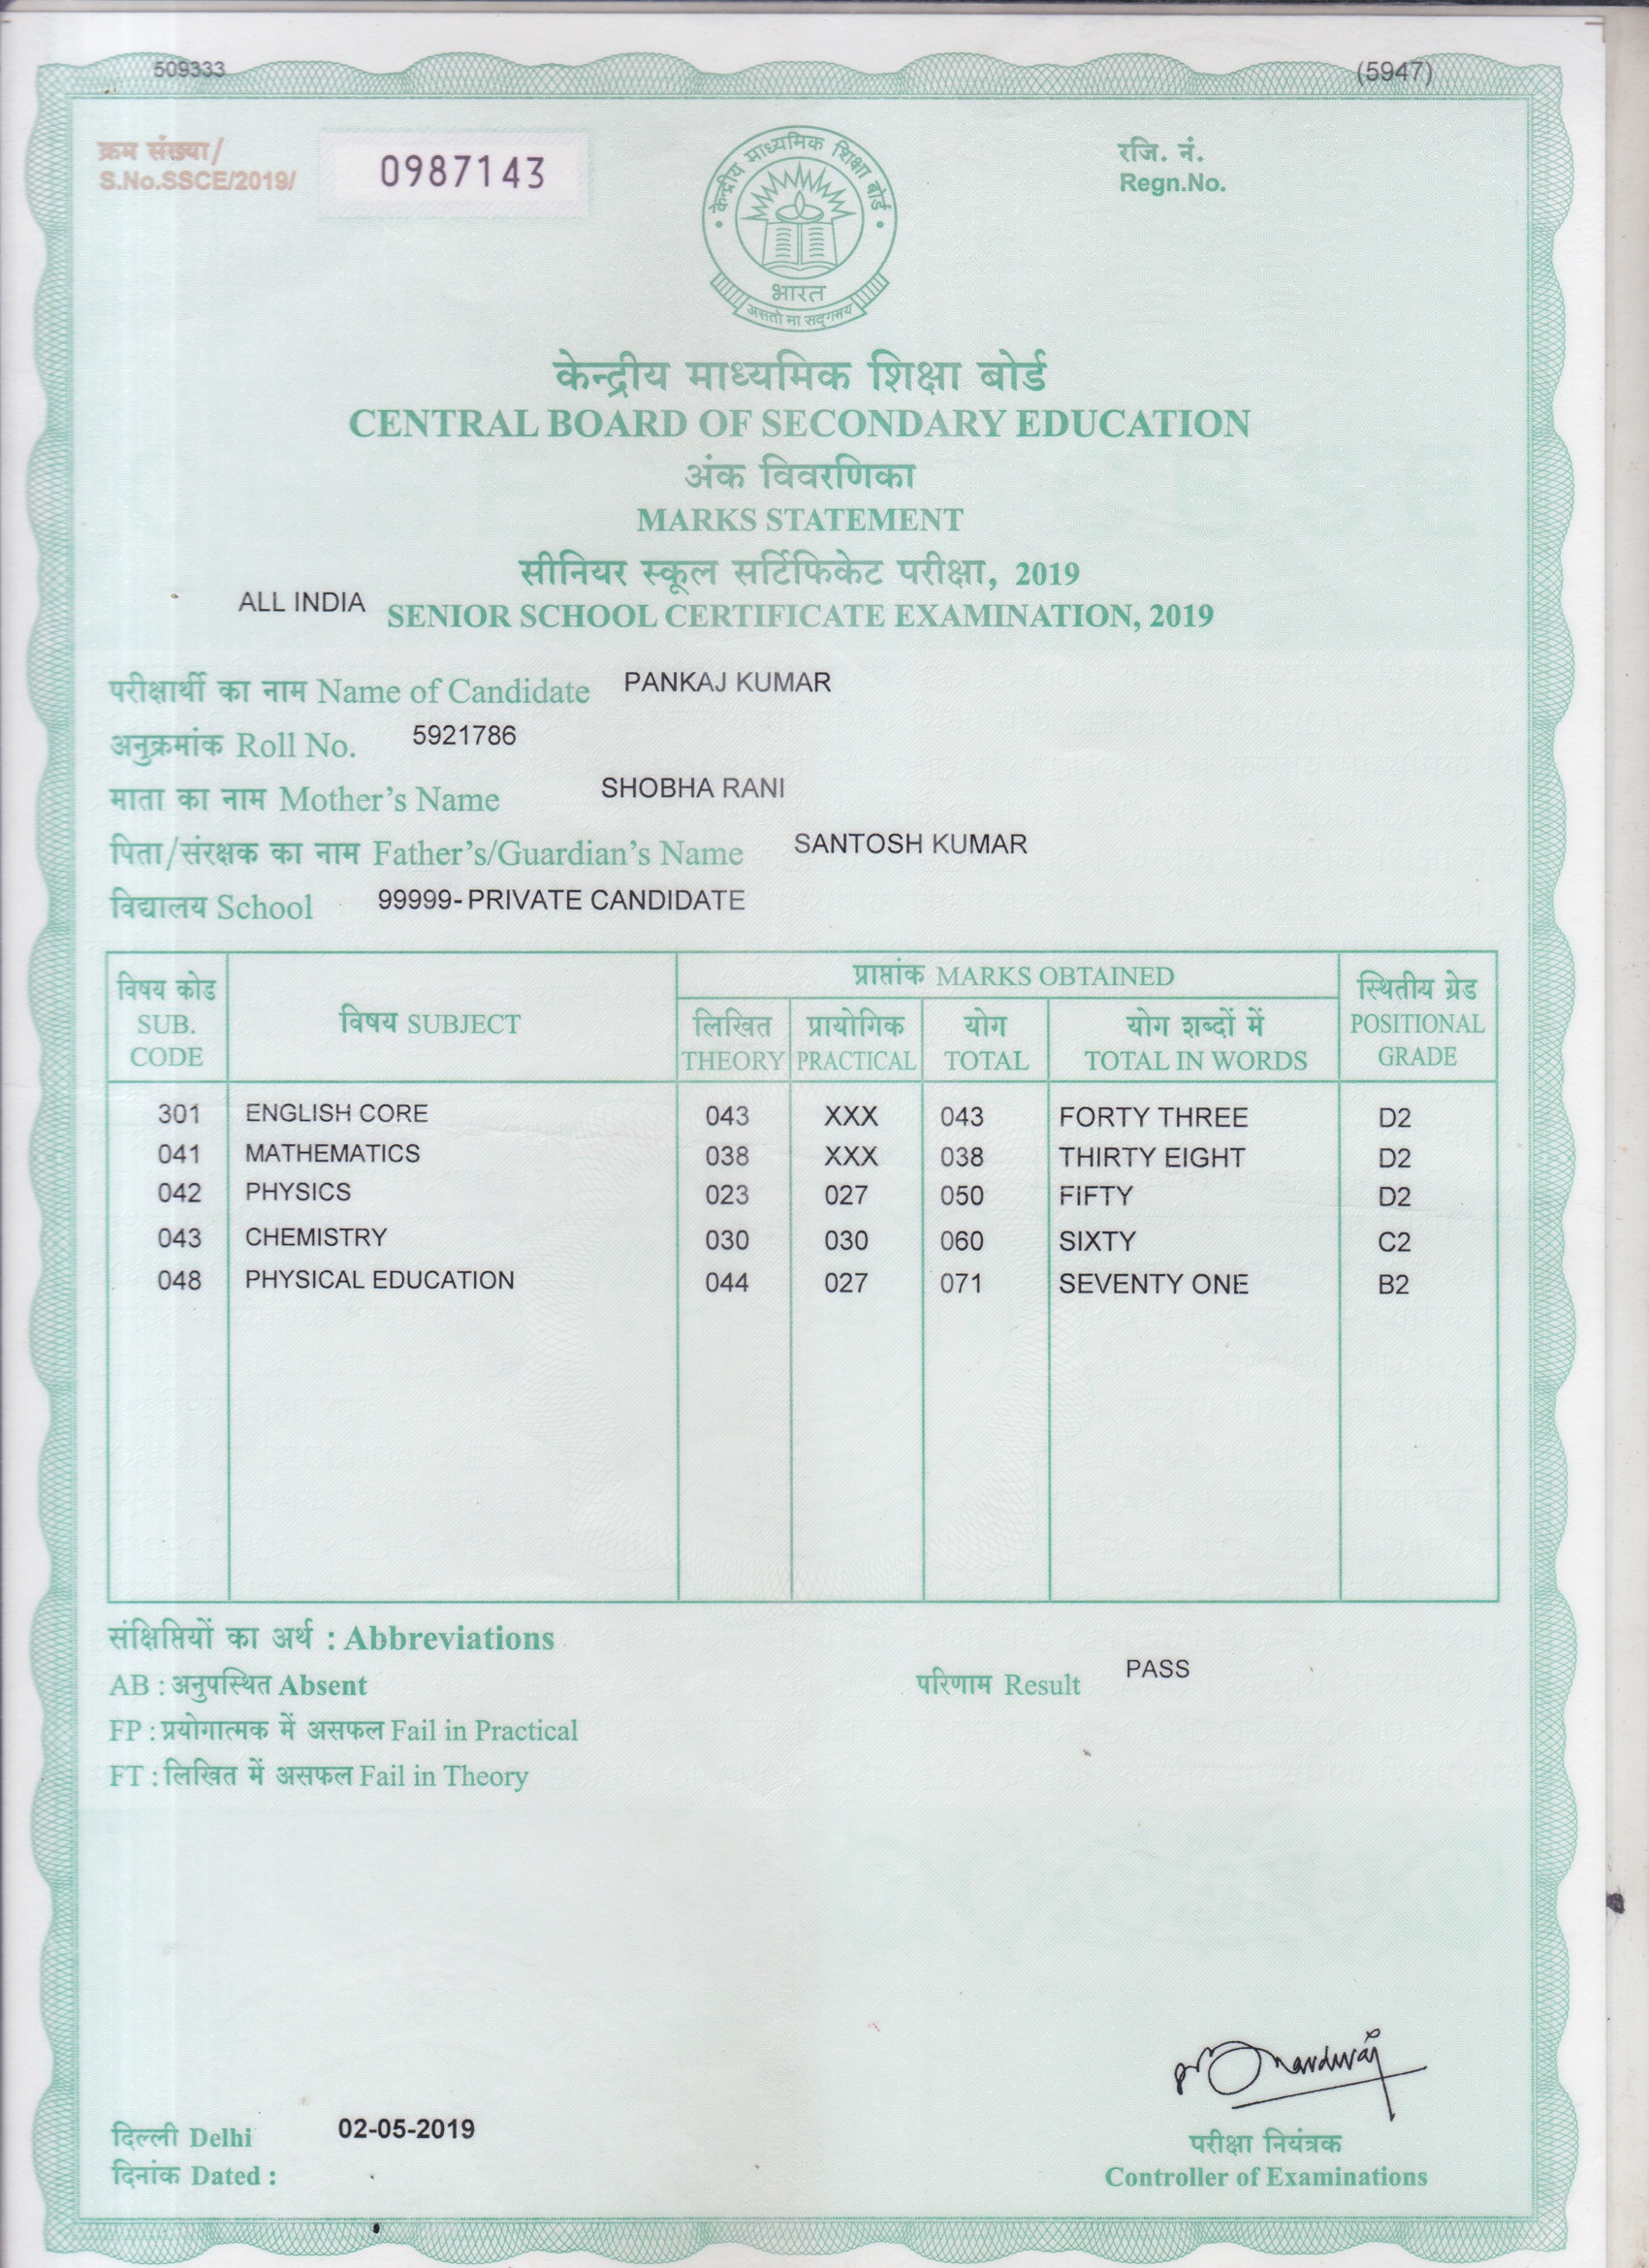 509333
(5947)
क्रम संख्या/
S.No.SSCE/2019/
0987143
रजि. नं.
Regn.No.
केन्द्रीय माध्यमिक शिक्षा बोर्ड
भारत
असतो मा सद्गमय
केन्द्रीय माध्यमिक शिक्षा बोर्ड
CENTRAL BOARD OF SECONDARY EDUCATION
अंक विवरणिका
MARKS STATEMENT
सीनियर स्कूल सर्टिफिकेट परीक्षा, 2019
ALL INDIA SENIOR SCHOOL CERTIFICATE EXAMINATION, 2019
परीक्षार्थी का नाम Name of Candidate PANKAJ KUMAR
अनुक्रमांक Roll No. 5921786
माता का नाम Mother's Name SHOBHA RANI
पिता/संरक्षक का नाम Father's/Guardian's Name SANTOSH KUMAR
विद्यालय School 99999-PRIVATE CANDIDATE
विषय कोड SUB. CODE
विषय SUBJECT
प्राप्तांक MARKS OBTAINED
लिखित THEORY
प्रायोगिक PRACTICAL
योग TOTAL
योग शब्दों में TOTAL IN WORDS
स्थितीय ग्रेड POSITIONAL GRADE
301 ENGLISH CORE 043 XXX 043 FORTY THREE D2
041 MATHEMATICS 038 XXX 038 THIRTY EIGHT D2
042 PHYSICS 023 027 050 FIFTY D2
043 CHEMISTRY 030 030 060 SIXTY C2
048 PHYSICAL EDUCATION 044 027 071 SEVENTY ONE B2
संक्षिप्तियों का अर्थ : Abbreviations
AB : अनुपस्थित Absent
परिणाम Result PASS
FP : प्रयोगात्मक में असफल Fail in Practical
FT : लिखित में असफल Fail in Theory
दिल्ली Delhi
दिनांक Dated :
02-05-2019
परीक्षा नियंत्रक
Controller of Examinations